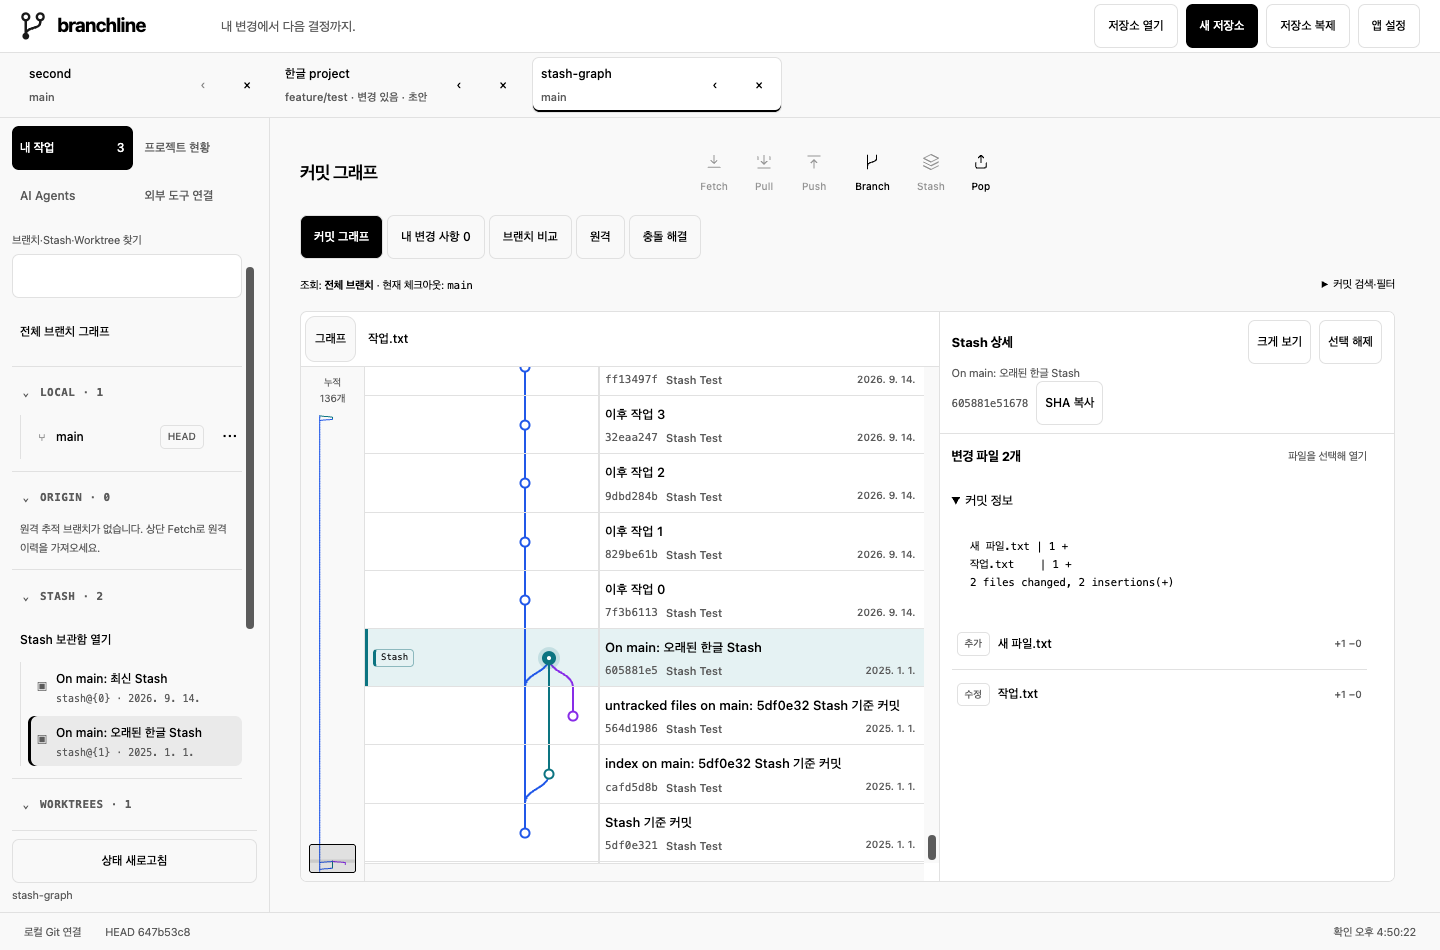 branchline
내 변경에서 다음 결정까지.
저장소 열기
새 저장소
저장소 복제
앱 설정
second
main
‹
×
한글 project
feature/test · 변경 있음 · 초안
‹
×
stash-graph
main
‹
×
내 작업 3
프로젝트 현황
AI Agents
외부 도구 연결
브랜치·Stash·Worktree 찾기
전체 브랜치 그래프
LOCAL · 1
main HEAD ···
ORIGIN · 0
원격 추적 브랜치가 없습니다. 상단 Fetch로 원격
이력을 가져오세요.
STASH · 2
Stash 보관함 열기
On main: 최신 Stash
stash@{0} · 2026. 9. 14.
On main: 오래된 한글 Stash
stash@{1} · 2025. 1. 1.
WORKTREES · 1
상태 새로고침
stash-graph
커밋 그래프
Fetch
Pull
Push
Branch
Stash
Pop
커밋 그래프
내 변경 사항 0
브랜치 비교
원격
충돌 해결
조회: 전체 브랜치 · 현재 체크아웃: main
▶ 커밋 검색·필터
그래프
작업.txt
누적
136개
ff13497f Stash Test 2026. 9. 14.
이후 작업 3
32eaa247 Stash Test 2026. 9. 14.
이후 작업 2
9dbd284b Stash Test 2026. 9. 14.
이후 작업 1
829be61b Stash Test 2026. 9. 14.
이후 작업 0
7f3b6113 Stash Test 2026. 9. 14.
Stash
On main: 오래된 한글 Stash
605881e5 Stash Test 2025. 1. 1.
untracked files on main: 5df0e32 Stash 기준 커밋
564d1986 Stash Test 2025. 1. 1.
index on main: 5df0e32 Stash 기준 커밋
cafd5d8b Stash Test 2025. 1. 1.
Stash 기준 커밋
5df0e321 Stash Test 2025. 1. 1.
Stash 상세
크게 보기
선택 해제
On main: 오래된 한글 Stash
605881e51678 SHA 복사
변경 파일 2개
파일을 선택해 열기
▼ 커밋 정보
새 파일.txt | 1 +
작업.txt | 1 +
2 files changed, 2 insertions(+)
추가 새 파일.txt +1 −0
수정 작업.txt +1 −0
로컬 Git 연결
HEAD 647b53c8
확인 오후 4:50:22